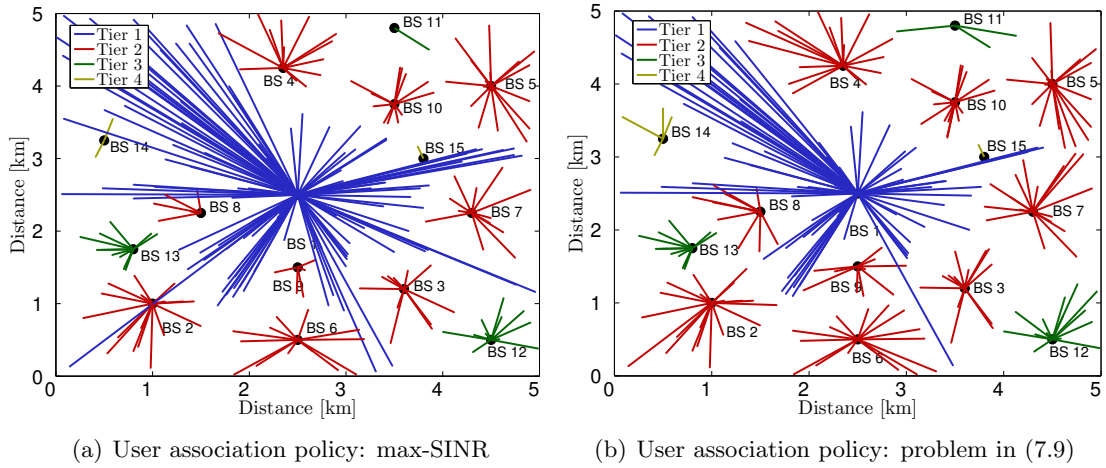 5
4
3
2
1
0
0
1
2
3
4
5
Distance [km]
Distance [km]
Tier 1
Tier 2
Tier 3
Tier 4
BS 11
BS 4
BS 5
BS 10
BS 14
BS 15
BS 8
BS 7
BS 13
BS 1
BS 9
BS 3
BS 2
BS 6
BS 12
(a) User association policy: max-SINR
5
4
3
2
1
0
0
1
2
3
4
5
Distance [km]
Distance [km]
Tier 1
Tier 2
Tier 3
Tier 4
BS 11
BS 4
BS 5
BS 10
BS 14
BS 15
BS 8
BS 7
BS 13
BS 1
BS 9
BS 3
BS 2
BS 6
BS 12
(b) User association policy: problem in (7.9)